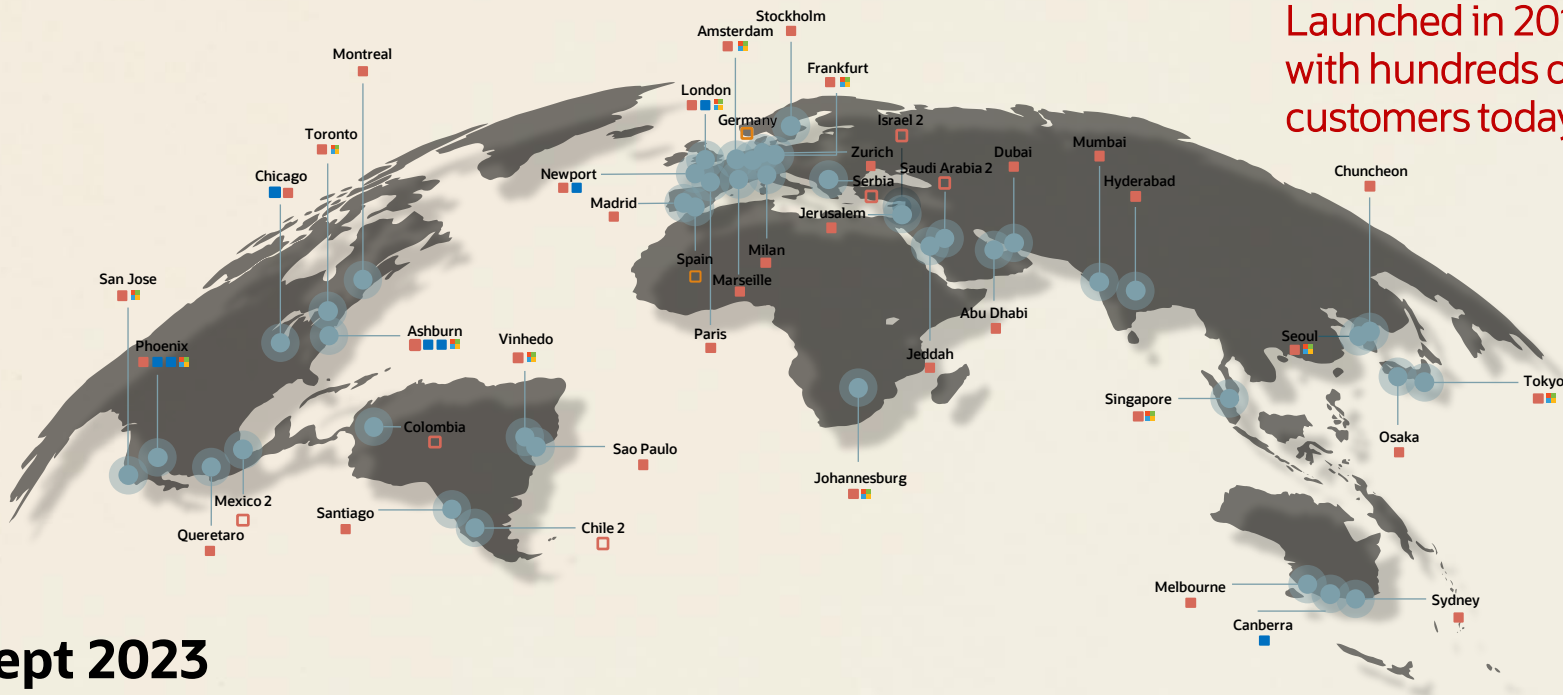 Stockholm
Launched in 201
Amsterdam
Montreal
with hundreds o
Frankfurt
London
customers today
Germany
Israel 2
Toronto
Mumbai
Zurich
Dubai
Saudi Arabia 2
Chuncheon
Chicago
Newport
Serbia
Hyderabad
Madrid
Jerusalem
Milan
Spain
San Jose
Marseille
Abu Dhabi
Ashburn
Vinhedo
Paris
Seoul
Phoenix
Jeddah
Tokyo
Singapore
Colombia
Osaka
Sao Paulo
Johannesburg
Mexico 2
Santiago
Chile 2
Queretaro
Melbourne
Sydney
Canberra
ept 2023